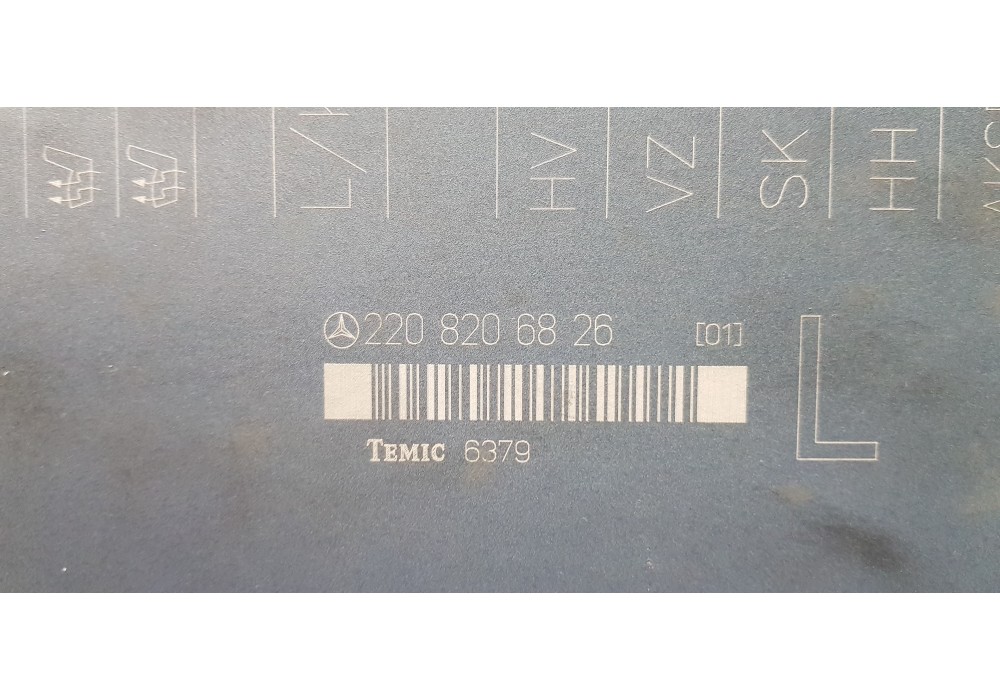 HV
VZ
SK
HH
220 820 68 26 [01]
L
TEMIC 6379